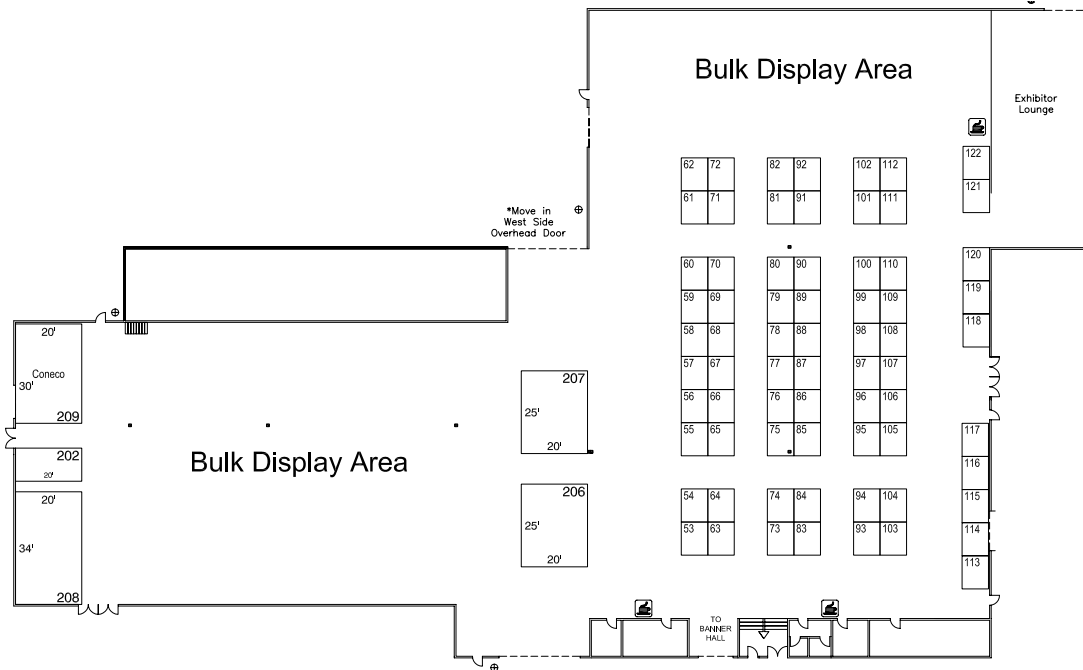 Bulk Display Area
Exhibitor
Lounge
122
62 72 82 92 102 112
121
61 71 81 91 101 111
*Move in
West Side
Overhead Door
120
60 70 80 90 100 110
119
59 69 79 89 99 109
118
58 68 78 88 98 108
20'
Coneco
30'
209
57 67 77 87 97 107
207
25'
20'
56 66 76 86 96 106
55 65 75 85 95 105
117
116
Bulk Display Area
202
20'
20'
34'
208
206
25'
20'
54 64 74 84 94 104
115
53 63 73 83 93 103
114
113
TO
BANNER
HALL